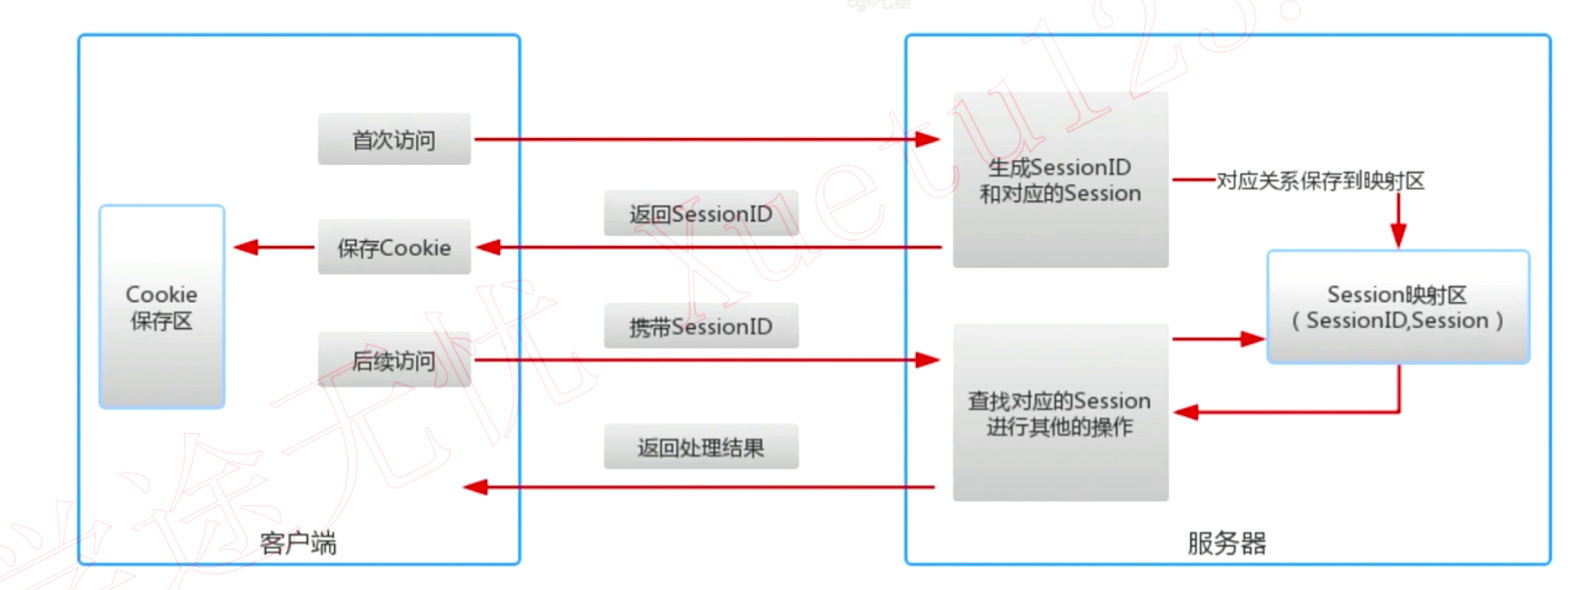 首次访问
生成SessionID
和对应的Session
对应关系保存到映射区
返回SessionID
保存Cookie
Cookie
保存区
Session映射区
( SessionID,Session )
携带SessionID
后续访问
查找对应的Session
进行其他的操作
返回处理结果
客户端
服务器
学途无忧 Xuetu123.